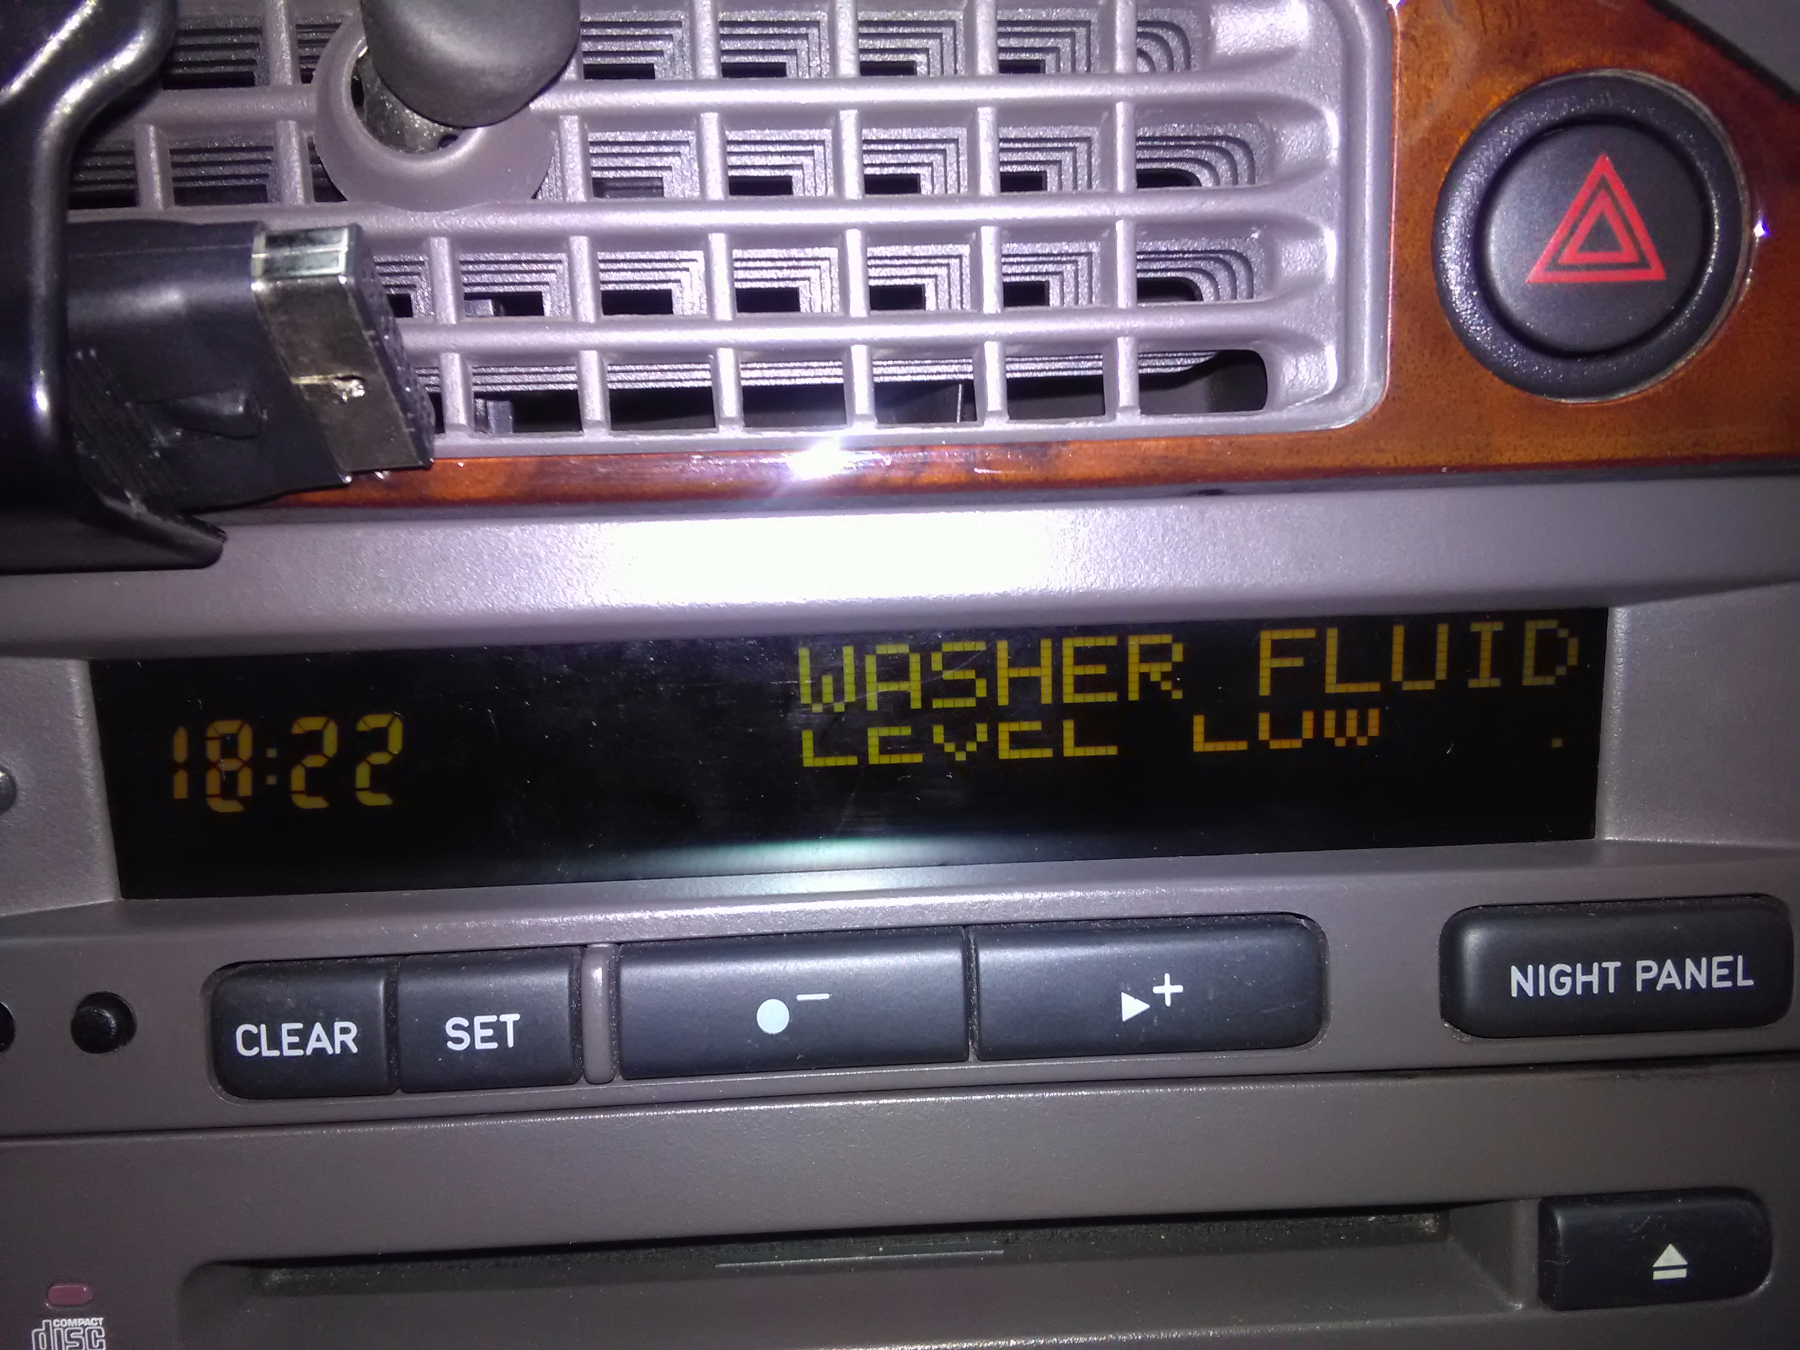 WASHER FLUID
18:22 LEVEL LOW .
CLEAR SET − + NIGHT PANEL
COMPACT
disc